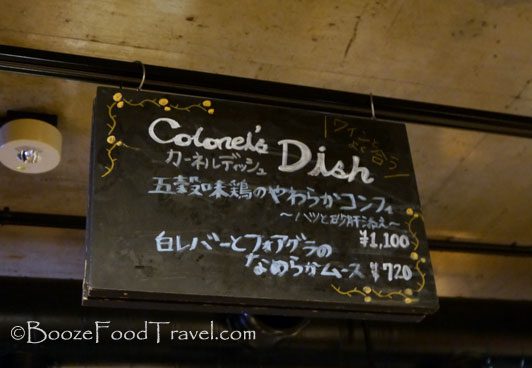 Colonel's Dish
カーネルディッシュ
五穀味鶏のやわらかコンフィ
〜ハツと砂肝添え〜
¥1,100
白レバーとフォアグラの
なめらかムース ¥720
©BoozeFoodTravel.com